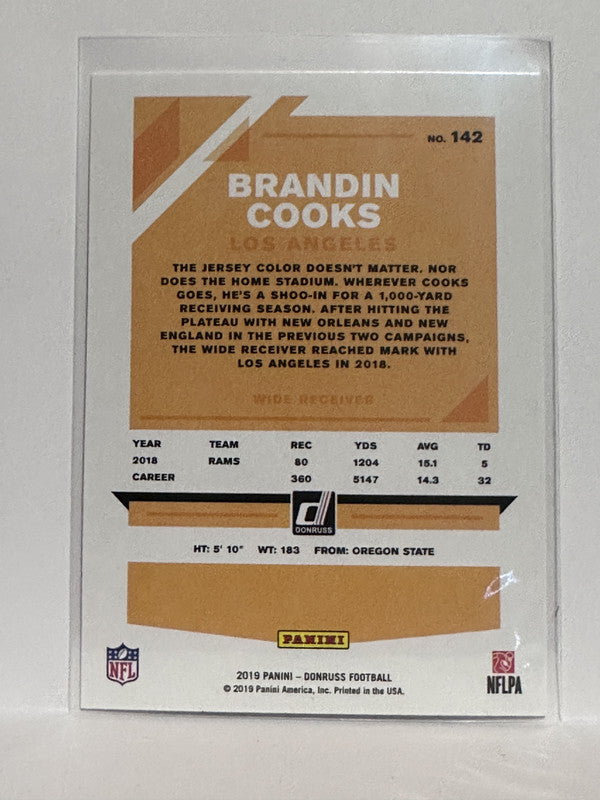 NO. 142
BRANDIN
COOKS
LOS ANGELES
THE JERSEY COLOR DOESN'T MATTER. NOR
DOES THE HOME STADIUM. WHEREVER COOKS
GOES, HE'S A SHOO-IN FOR A 1,000-YARD
RECEIVING SEASON. AFTER HITTING THE
PLATEAU WITH NEW ORLEANS AND NEW
ENGLAND IN THE PREVIOUS TWO CAMPAIGNS,
THE WIDE RECEIVER REACHED MARK WITH
LOS ANGELES IN 2018.
WIDE RECEIVER
YEAR TEAM REC YDS AVG TD
2018 RAMS 80 1204 15.1 5
CAREER 360 5147 14.3 32
d
DONRUSS
HT: 5' 10" WT: 183 FROM: OREGON STATE
PANINI
NFL
2019 PANINI – DONRUSS FOOTBALL
© 2019 Panini America, Inc. Printed in the USA.
NFLPA